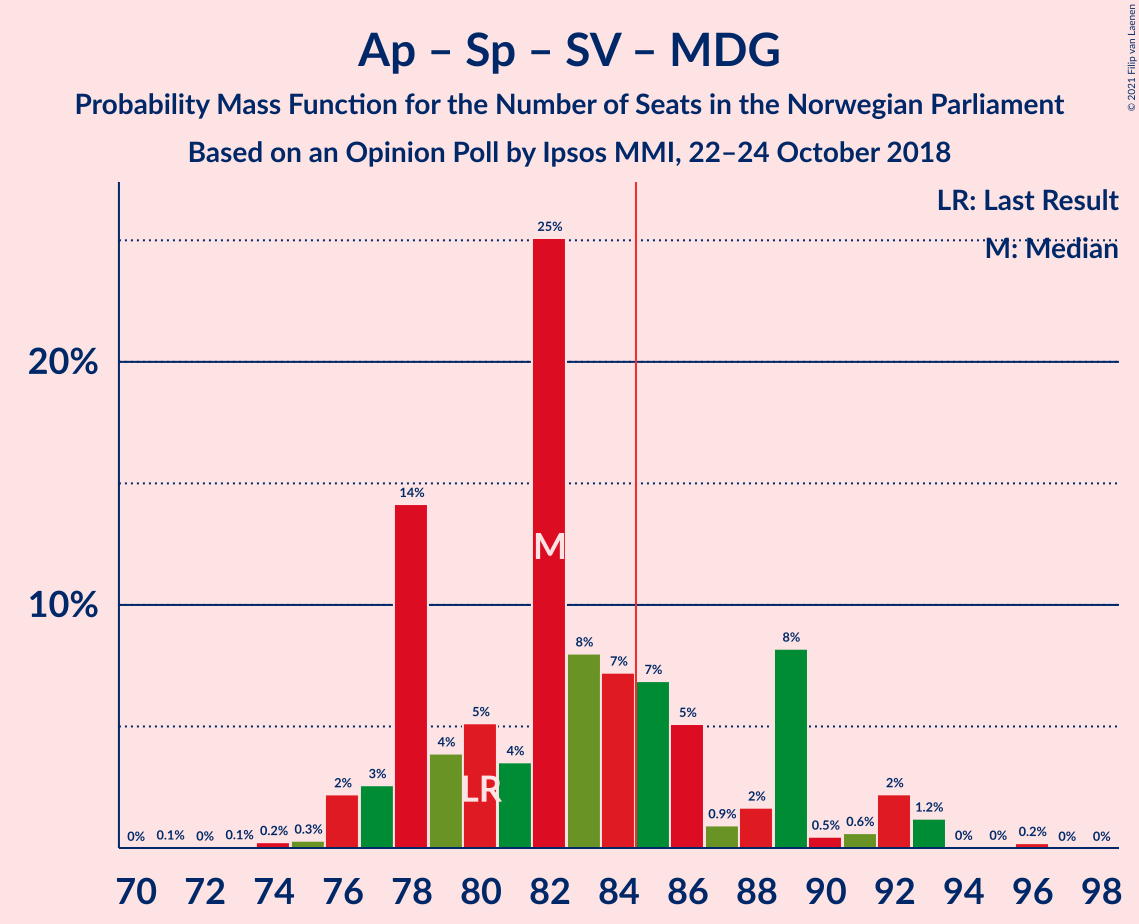 Ap – Sp – SV – MDG
Probability Mass Function for the Number of Seats in the Norwegian Parliament
Based on an Opinion Poll by Ipsos MMI, 22–24 October 2018
© 2021 Filip van Laenen
LR: Last Result
M: Median
20%
10%
0% 0.1% 0% 0.1% 0.2% 0.3% 2% 3% 14% 4% 5% 4% 25% 8% 7% 7% 5% 0.9% 2% 8% 0.5% 0.6% 2% 1.2% 0% 0% 0.2% 0% 0%
M
LR
70 72 74 76 78 80 82 84 86 88 90 92 94 96 98